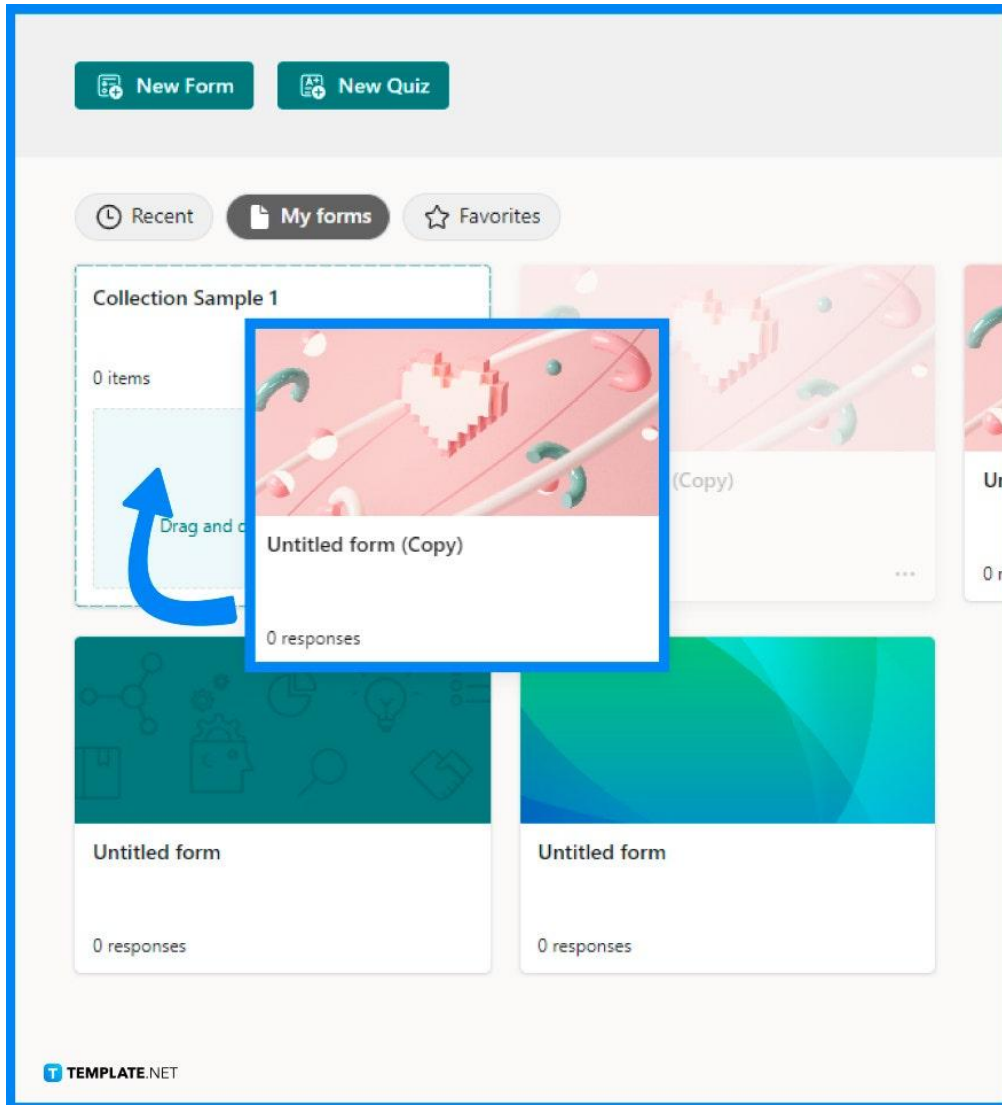 New Form
New Quiz
Recent
My forms
Favorites
Collection Sample 1
0 items
Drag and
Untitled form (Copy)
0 responses
(Copy)
...
0
Untitled form
0 responses
Untitled form
0 responses
TEMPLATE.NET